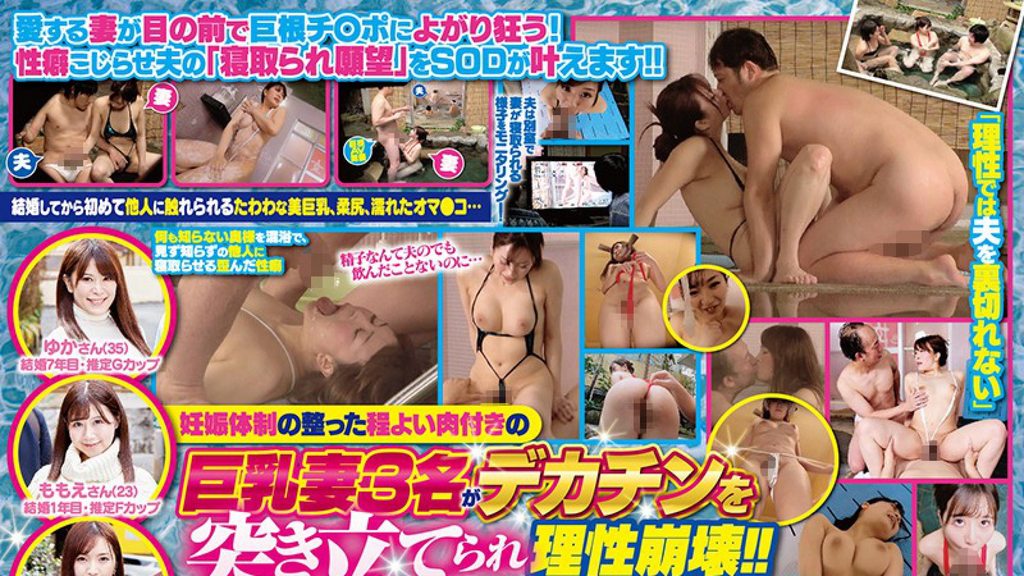 愛する妻が目の前で巨根チ〇ポによがり狂う!
性癖こじらせ夫の「寝取られ願望」をSODが叶えます!!
妻
夫
夫
妻
夫は別室で
妻が寝取られる
様子をモニタリング
結婚してから初めて他人に触れられるたわわな美巨乳、柔尻、濡れたオマ●コ…
「理性では夫を裏切れない」
何も知らない奥様を混浴で、
見ず知らずの他人に
寝取らせる歪んだ性癖
精子なんて夫のでも
飲んだことないのに…
ゆかさん(35)
結婚7年目・推定Gカップ
ももえさん(23)
結婚1年目・推定Fカップ
妊娠体制の整った程よい肉付きの
巨乳妻3名がデカチンを
突き立てられ理性崩壊!!